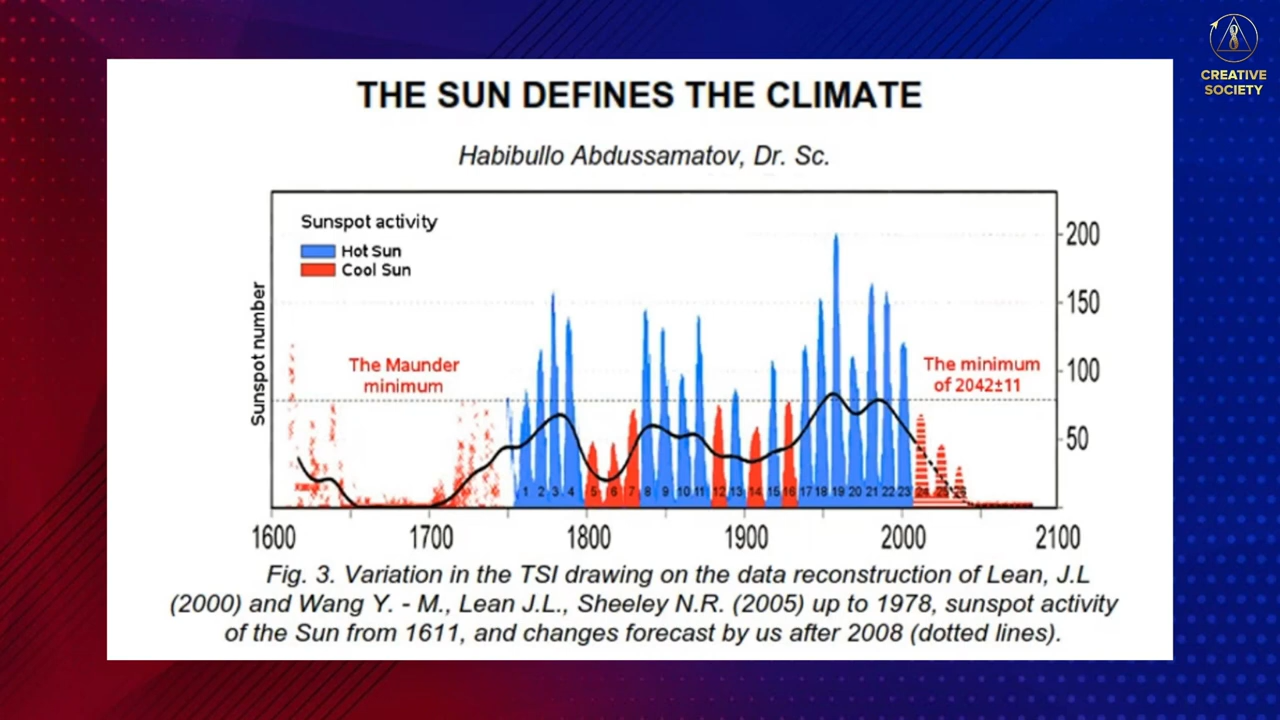 CREATIVE
SOCIETY
THE SUN DEFINES THE CLIMATE
Habibullo Abdussamatov, Dr. Sc.
Sunspot activity
Hot Sun
Cool Sun
Sunspot number
The Maunder
minimum
The minimum
of 2042±11
200
150
100
50
1 2 3 4 5 6 7 8 9 10 11 12 13 14 15 16 17 18 19 20 21 22 23 24 25 26
1600 1700 1800 1900 2000 2100
Fig. 3. Variation in the TSI drawing on the data reconstruction of Lean, J.L
(2000) and Wang Y. - M., Lean J.L., Sheeley N.R. (2005) up to 1978, sunspot activity
of the Sun from 1611, and changes forecast by us after 2008 (dotted lines).